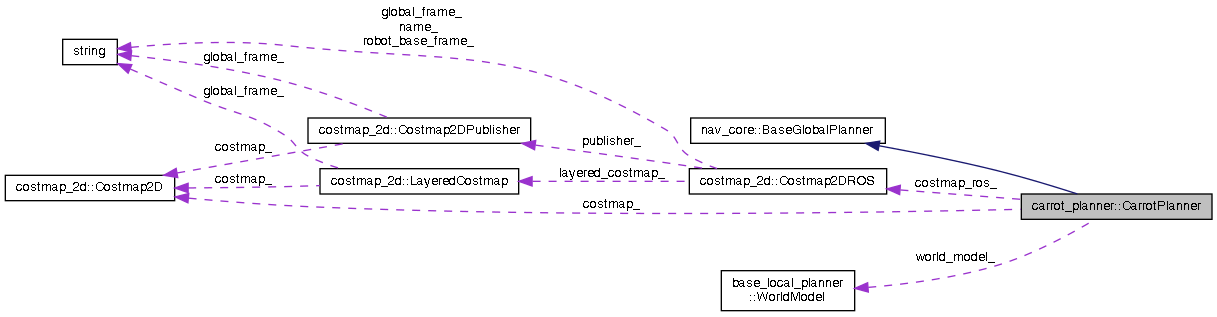 global_frame_
name_
robot_base_frame_
string
global_frame_
global_frame_
costmap_2d::Costmap2DPublisher
nav_core::BaseGlobalPlanner
publisher_
costmap_
costmap_2d::Costmap2D
costmap_
costmap_2d::LayeredCostmap
layered_costmap_
costmap_2d::Costmap2DROS
costmap_ros_
costmap_
carrot_planner::CarrotPlanner
world_model_
base_local_planner
::WorldModel